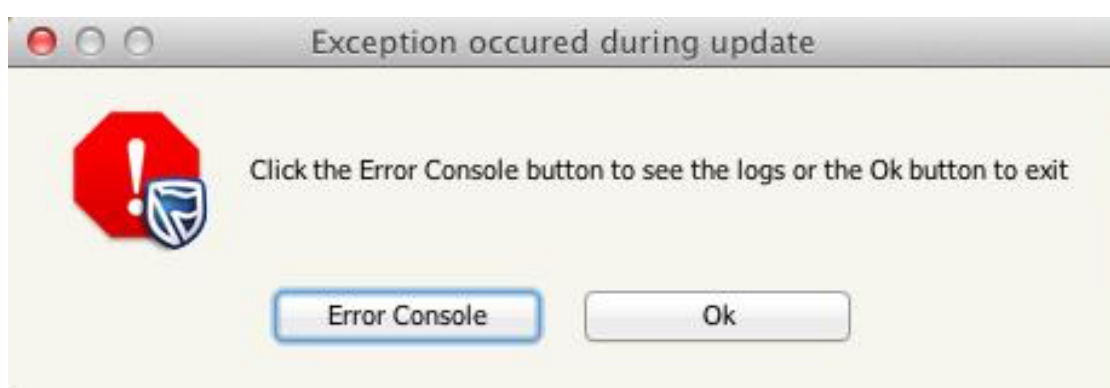 Exception occured during update
Click the Error Console button to see the logs or the Ok button to exit
Error Console
Ok